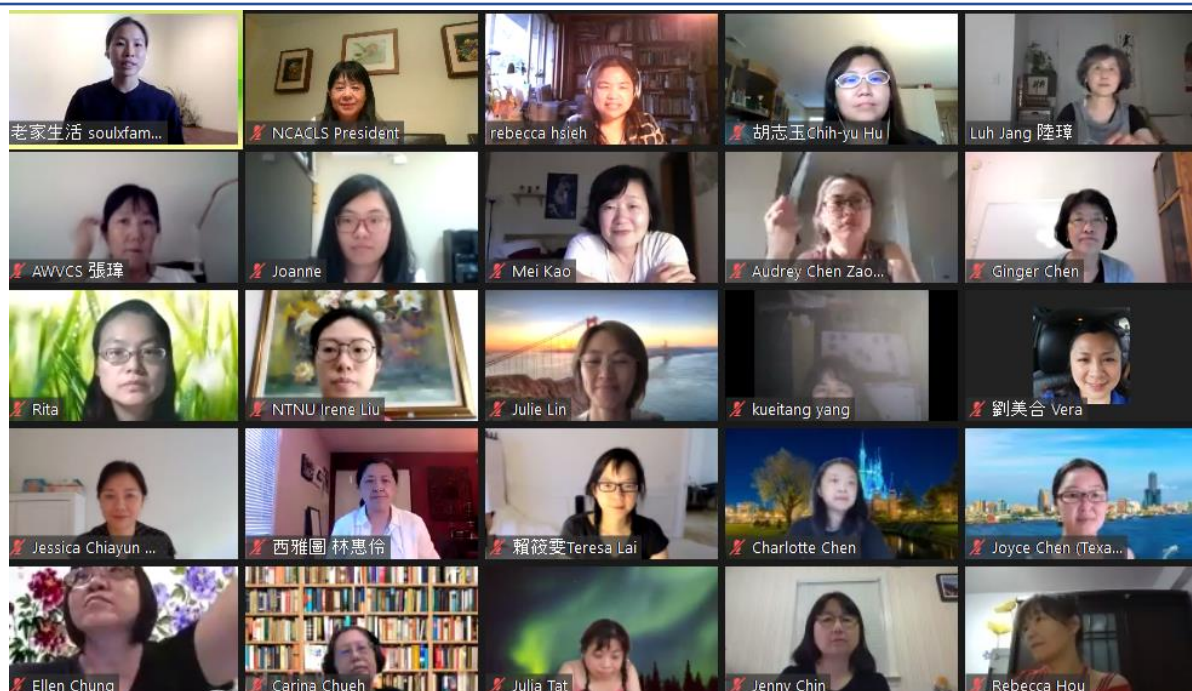 老家生活 soulxfam...
NCACLS President
rebecca hsieh
胡志玉Chih-yu Hu
Luh Jang 陸璋
AWVCS 張瑋
Joanne
Mei Kao
Audrey Chen Zao...
Ginger Chen
Rita
NTNU Irene Liu
Julie Lin
kueitang yang
劉美合 Vera
Jessica Chiayun ...
西雅圖 林惠伶
賴筱雯Teresa Lai
Charlotte Chen
Joyce Chen (Texa...
Ellen Chung
Carina Chueh
Julia Tat
Jenny Chin
Rebecca Hou